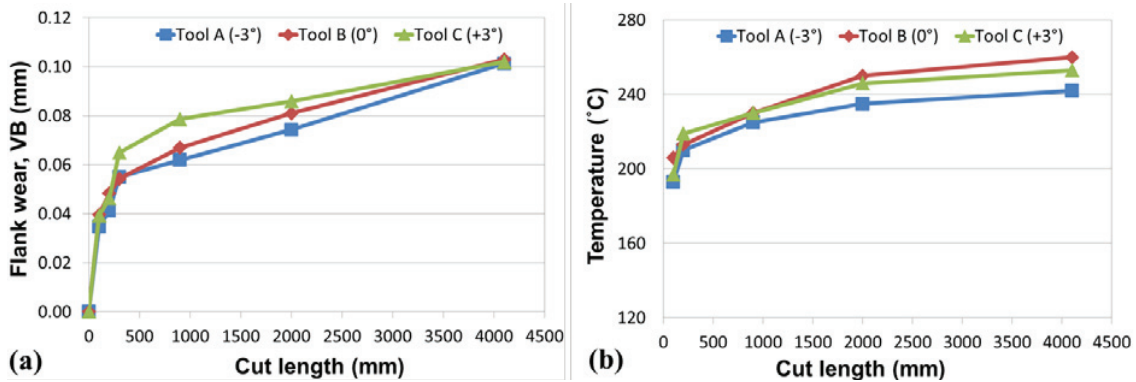 0.12
Tool A (-3°) Tool B (0°) Tool C (+3°)
0.10
0.08
0.06
0.04
0.02
0.00
0 500 1000 1500 2000 2500 3000 3500 4000 4500
Flank wear, VB (mm)
Cut length (mm)
(a)
280
Tool A (-3°) Tool B (0°) Tool C (+3°)
240
200
160
120
0 500 1000 1500 2000 2500 3000 3500 4000 4500
Temperature (°C)
Cut length (mm)
(b)